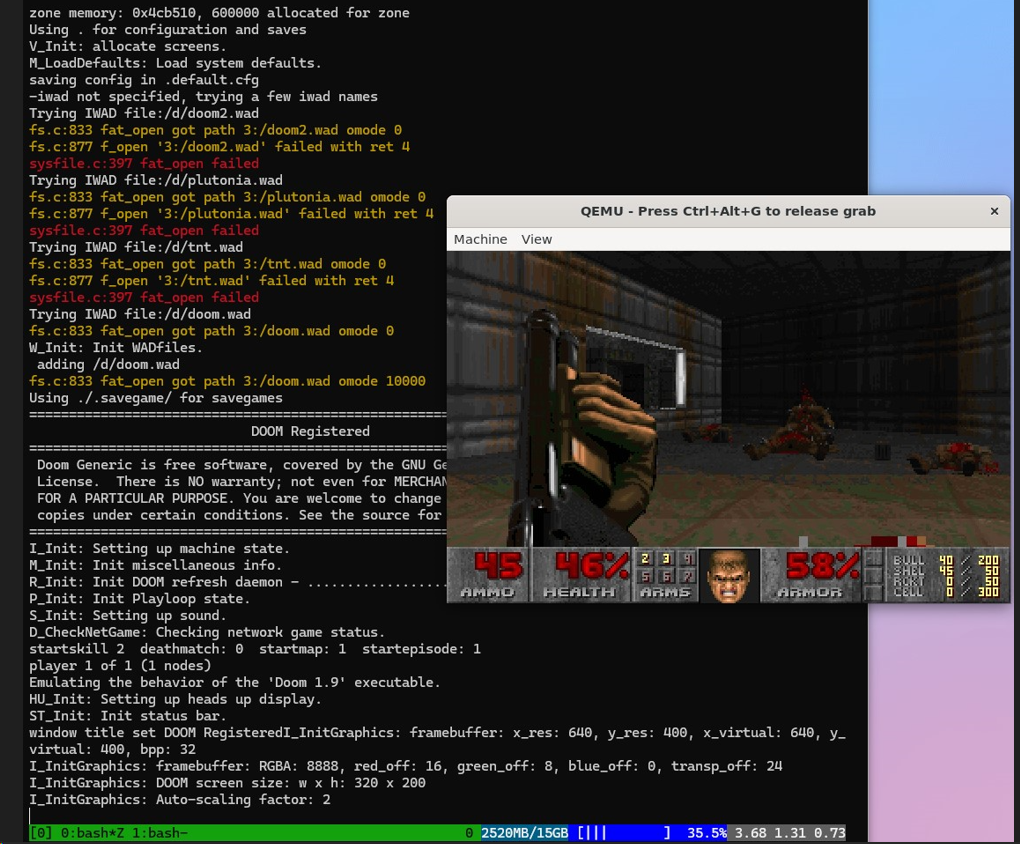 zone memory: 0x4cb510, 600000 allocated for zone
Using . for configuration and saves
V_Init: allocate screens.
M_LoadDefaults: Load system defaults.
saving config in .default.cfg
-iwad not specified, trying a few iwad names
Trying IWAD file:/d/doom2.wad
fs.c:833 fat_open got path 3:/doom2.wad omode 0
fs.c:877 f_open '3:/doom2.wad' failed with ret 4
sysfile.c:397 fat_open failed
Trying IWAD file:/d/plutonia.wad
fs.c:833 fat_open got path 3:/plutonia.wad omode 0
fs.c:877 f_open '3:/plutonia.wad' failed with ret 4
sysfile.c:397 fat_open failed
Trying IWAD file:/d/tnt.wad
fs.c:833 fat_open got path 3:/tnt.wad omode 0
fs.c:877 f_open '3:/tnt.wad' failed with ret 4
sysfile.c:397 fat_open failed
Trying IWAD file:/d/doom.wad
fs.c:833 fat_open got path 3:/doom.wad omode 0
W_Init: Init WADfiles.
adding /d/doom.wad
fs.c:833 fat_open got path 3:/doom.wad omode 10000
Using ./.savegame/ for savegames
=====================================================
DOOM Registered
=====================================================
Doom Generic is free software, covered by the GNU Ge
License. There is NO warranty; not even for MERCHAN
FOR A PARTICULAR PURPOSE. You are welcome to change
copies under certain conditions. See the source for
=====================================================
I_Init: Setting up machine state.
M_Init: Init miscellaneous info.
R_Init: Init DOOM refresh daemon - ..................
P_Init: Init Playloop state.
S_Init: Setting up sound.
D_CheckNetGame: Checking network game status.
startskill 2 deathmatch: 0 startmap: 1 startepisode: 1
player 1 of 1 (1 nodes)
Emulating the behavior of the 'Doom 1.9' executable.
HU_Init: Setting up heads up display.
ST_Init: Init status bar.
window title set DOOM RegisteredI_InitGraphics: framebuffer: x_res: 640, y_res: 400, x_virtual: 640, y_
virtual: 400, bpp: 32
I_InitGraphics: framebuffer: RGBA: 8888, red_off: 16, green_off: 8, blue_off: 0, transp_off: 24
I_InitGraphics: DOOM screen size: w x h: 320 x 200
I_InitGraphics: Auto-scaling factor: 2
[0] 0:bash*Z 1:bash- 0 2520MB/15GB [||| ] 35.5% 3.68 1.31 0.73
QEMU - Press Ctrl+Alt+G to release grab ×
Machine View
45 46% 2 3 4 58% BULL 40 / 200
5 6 7 SHEL 45 / 50
RCKT 0 / 50
AMMO HEALTH ARMS ARMOR CELL 0 / 300